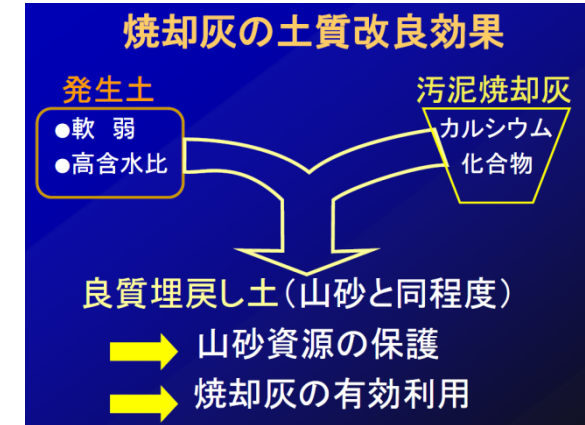 焼却灰の土質改良効果
発生土
●軟 弱
●高含水比
汚泥焼却灰
カルシウム
化合物
良質埋戻し土(山砂と同程度)
山砂資源の保護
焼却灰の有効利用